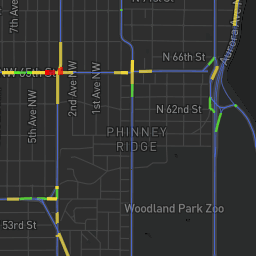 7th Ave
Aurora Ave
N 66th St
NW 65th St
2nd Ave NW
1st Ave NW
5th Ave NW
N 62nd St
PHINNEY
RIDGE
Woodland Park Zoo
53rd St